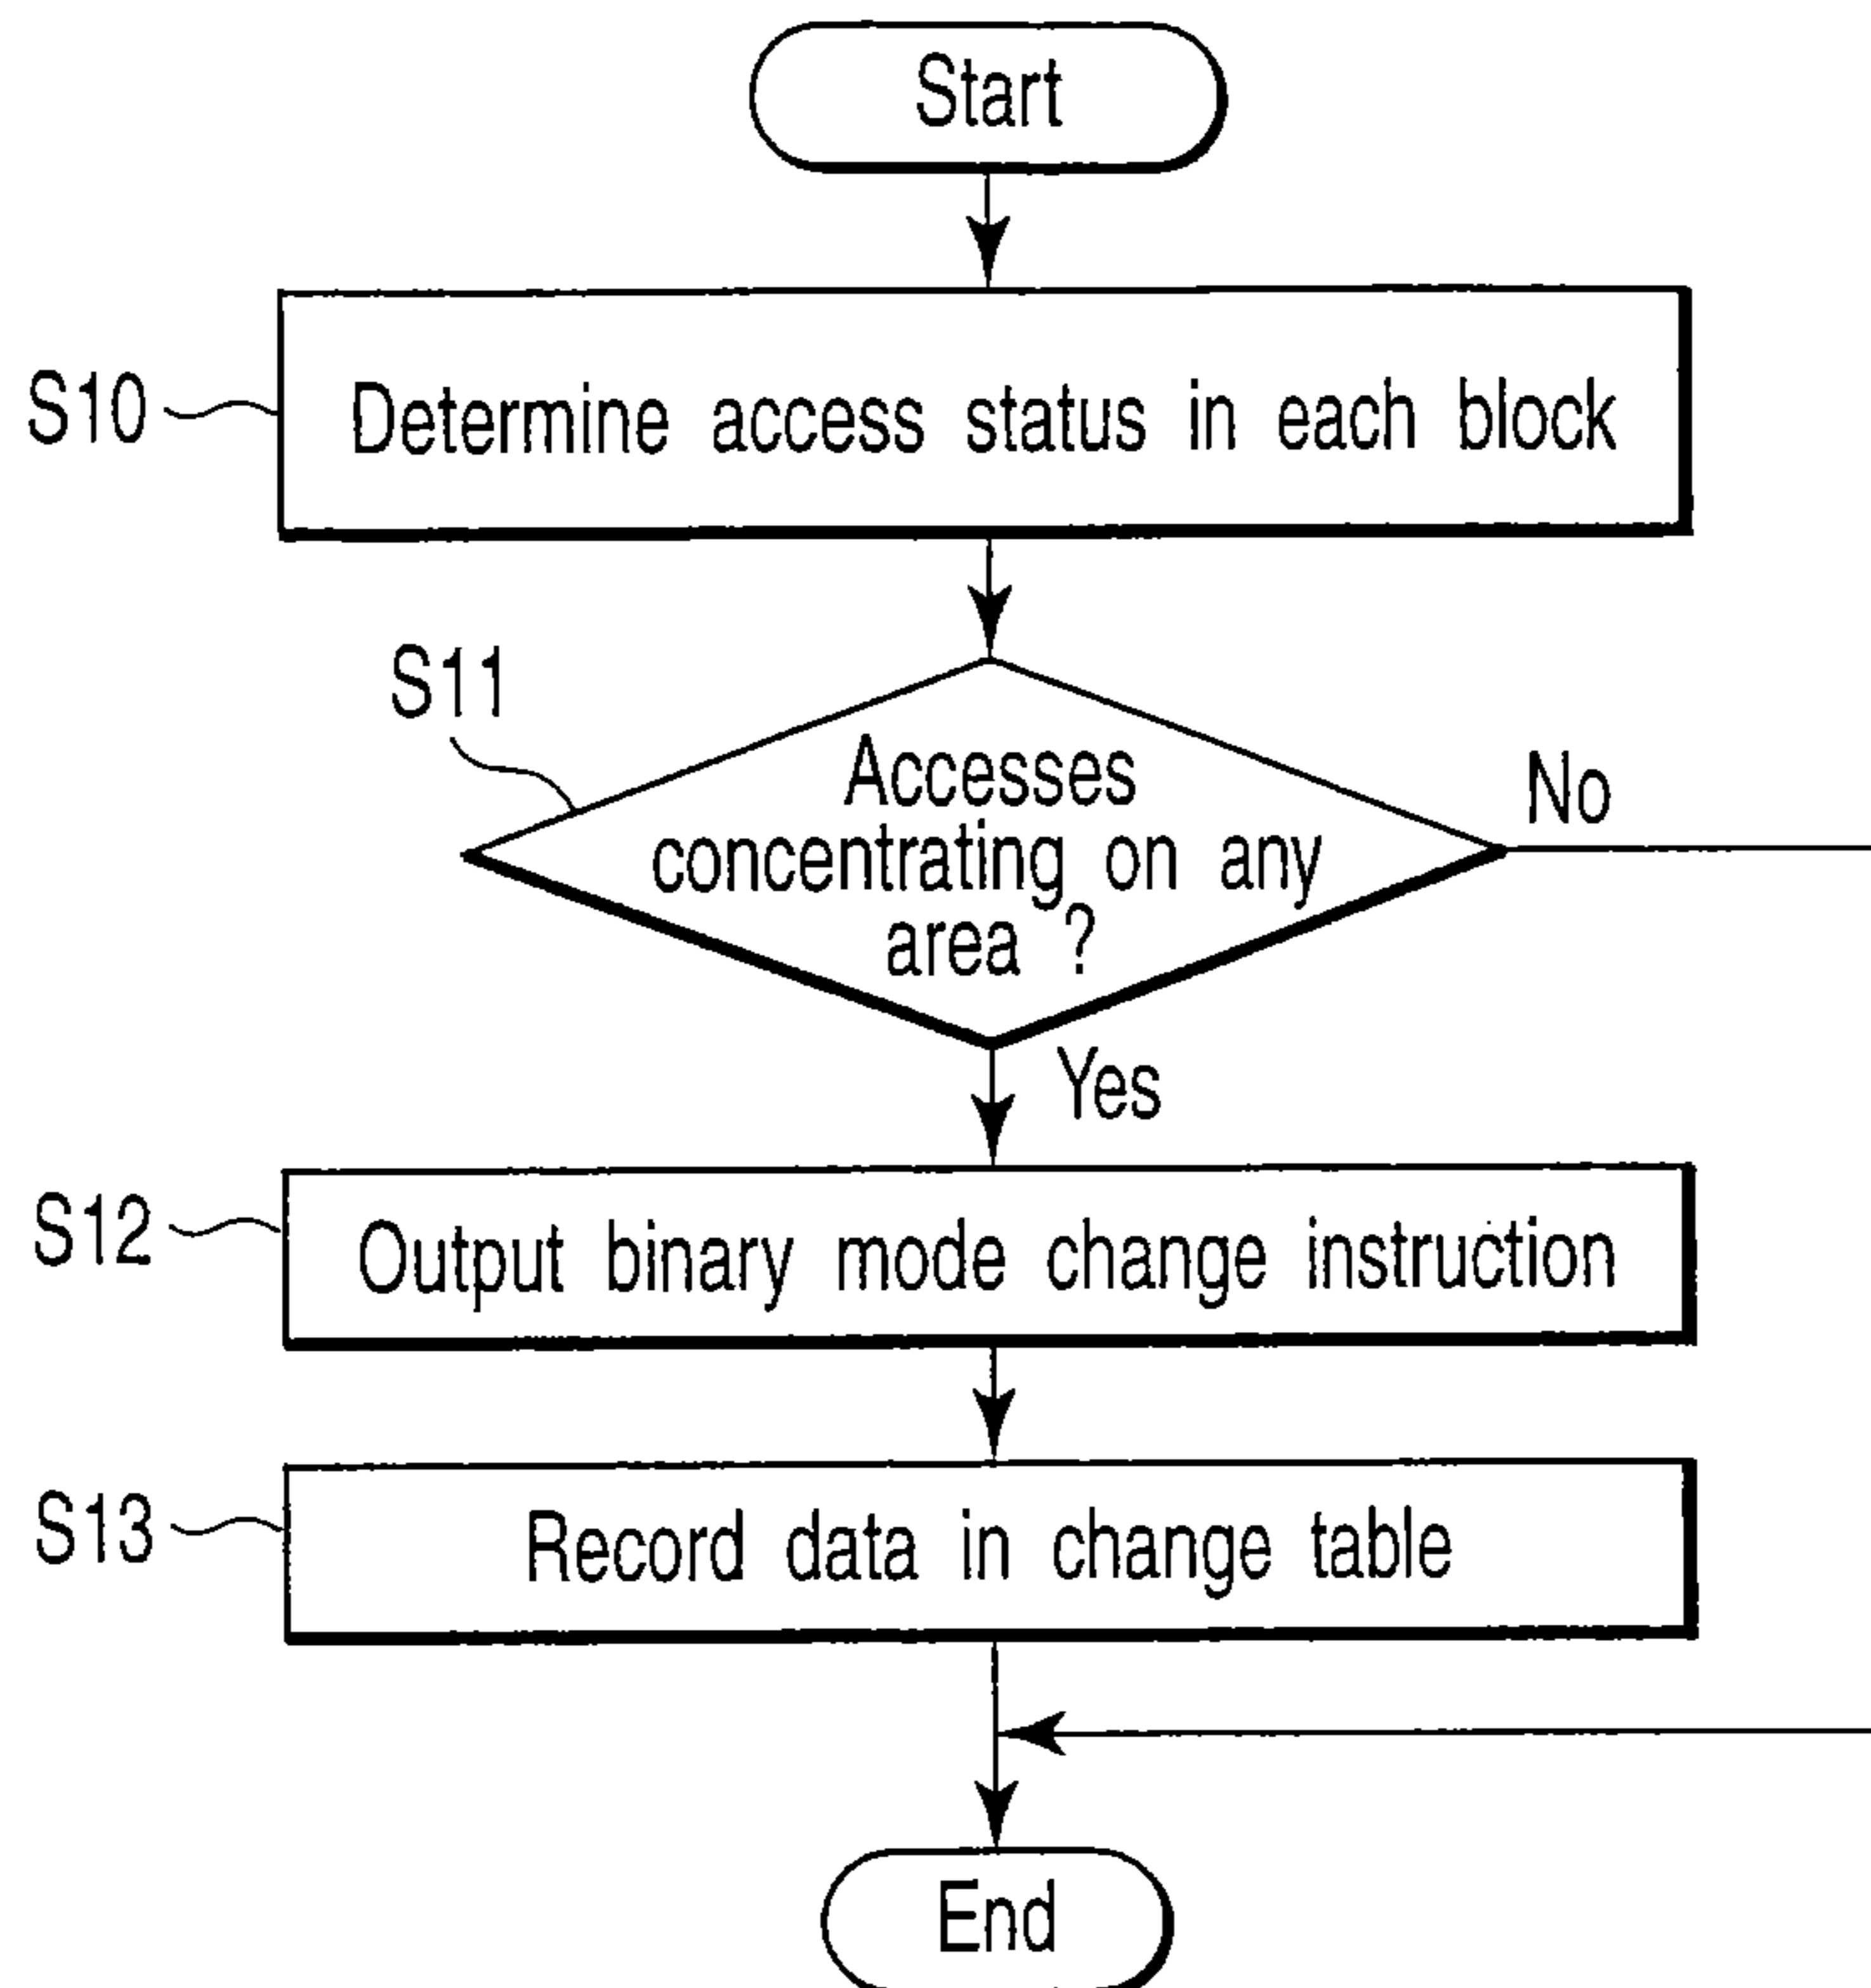 Start
S10
Determine access status in each block
S11
Accesses
concentrating on any
area ?
No
Yes
S12
Output binary mode change instruction
S13
Record data in change table
End